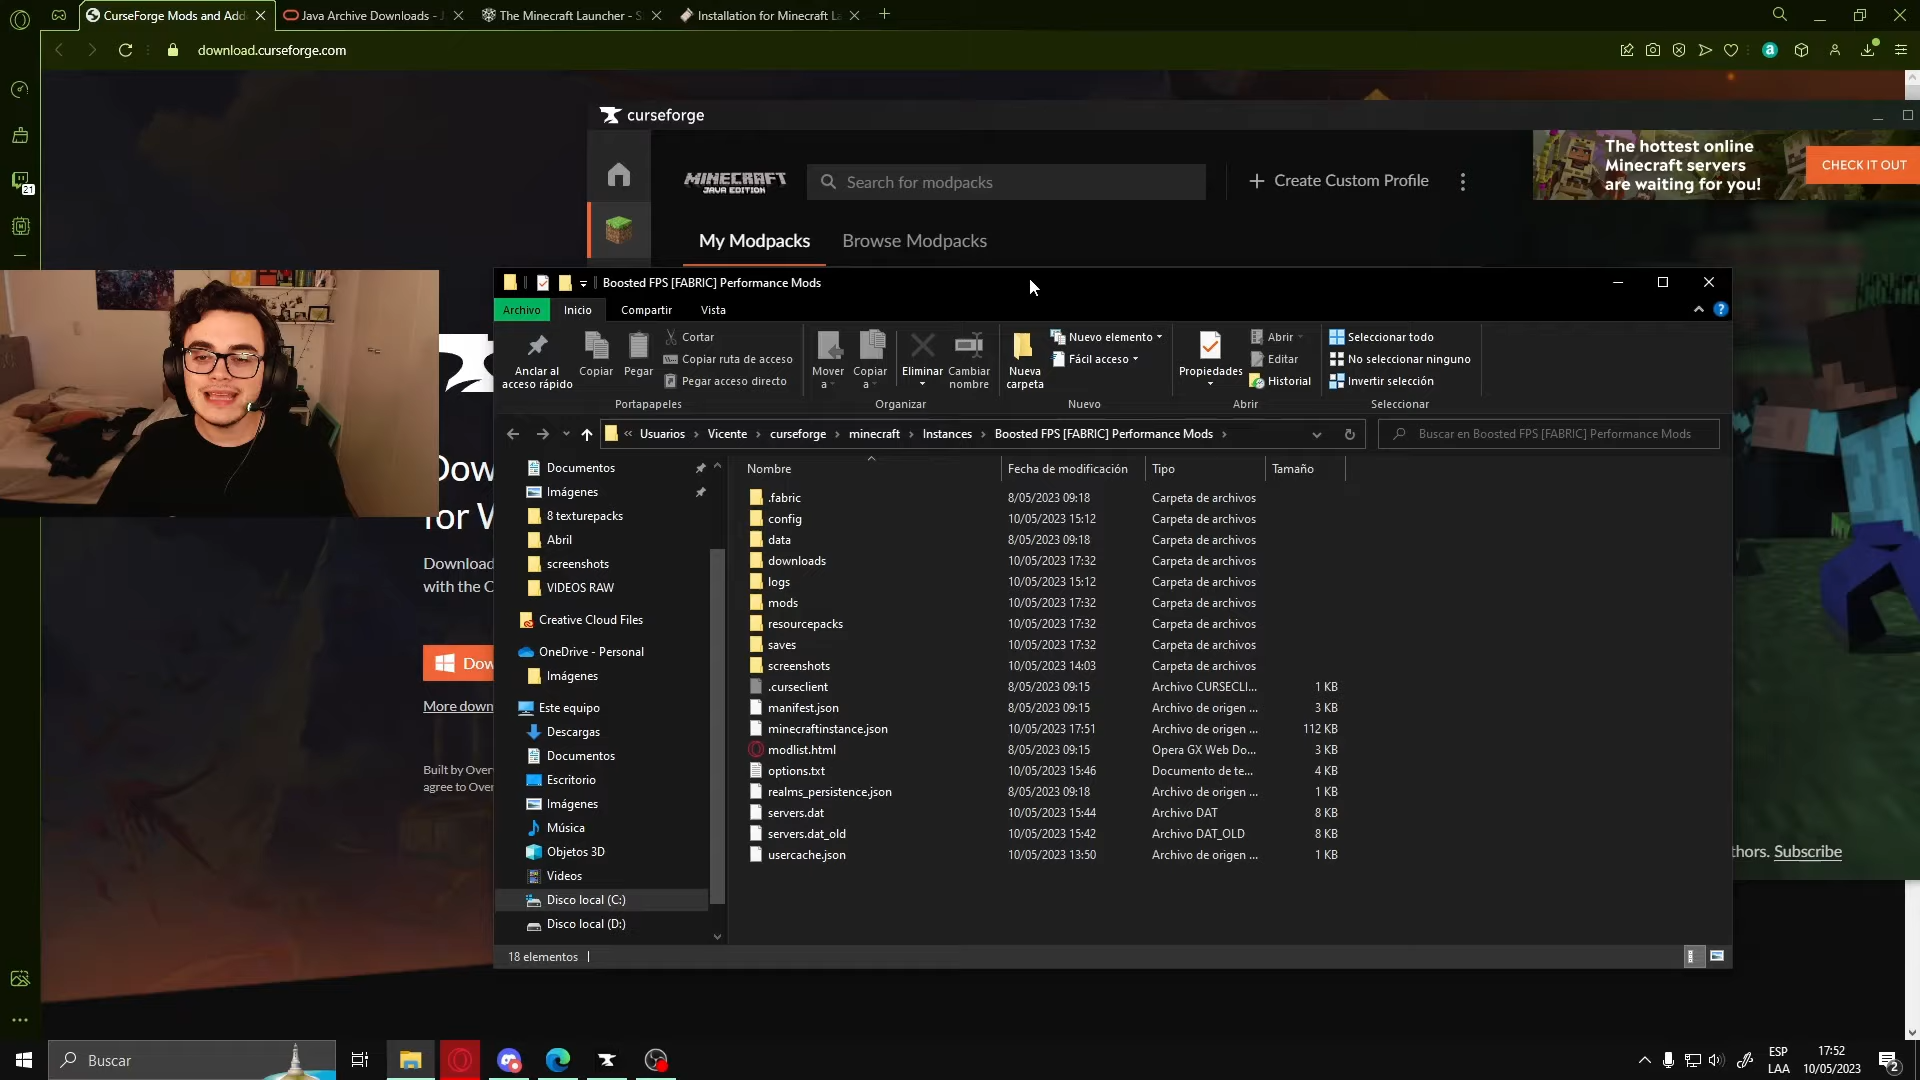 CurseForge Mods and Add
Java Archive Downloads - J
The Minecraft Launcher - S
Installation for Minecraft La
download.curseforge.com
21
curseforge
MINECRAFT
JAVA EDITION
Search for modpacks
Create Custom Profile
The hottest online
Minecraft servers
are waiting for you!
CHECK IT OUT
My Modpacks
Browse Modpacks
Boosted FPS [FABRIC] Performance Mods
Archivo
Inicio
Compartir
Vista
Anclar al
acceso rápido
Copiar
Pegar
Cortar
Copiar ruta de acceso
Pegar acceso directo
Portapapeles
Mover
a
Copiar
a
Eliminar
Cambiar
nombre
Organizar
Nueva
carpeta
Nuevo elemento
Fácil acceso
Nuevo
Propiedades
Abrir
Editar
Historial
Abrir
Seleccionar todo
No seleccionar ninguno
Invertir selección
Seleccionar
« Usuarios > Vicente > curseforge > minecraft > Instances > Boosted FPS [FABRIC] Performance Mods >
Buscar en Boosted FPS [FABRIC] Performance Mods
Documentos
Imágenes
8 texturepacks
Abril
screenshots
VIDEOS RAW
Creative Cloud Files
OneDrive - Personal
Imágenes
Este equipo
Descargas
Documentos
Escritorio
Imágenes
Música
Objetos 3D
Videos
Disco local (C:)
Disco local (D:)
Nombre Fecha de modificación Tipo Tamaño
.fabric 8/05/2023 09:18 Carpeta de archivos
config 10/05/2023 15:12 Carpeta de archivos
data 8/05/2023 09:18 Carpeta de archivos
downloads 10/05/2023 17:32 Carpeta de archivos
logs 10/05/2023 15:12 Carpeta de archivos
mods 10/05/2023 17:32 Carpeta de archivos
resourcepacks 10/05/2023 17:32 Carpeta de archivos
saves 10/05/2023 17:32 Carpeta de archivos
screenshots 10/05/2023 14:03 Carpeta de archivos
.curseclient 8/05/2023 09:15 Archivo CURSECLI... 1 KB
manifest.json 8/05/2023 09:15 Archivo de origen ... 3 KB
minecraftinstance.json 10/05/2023 17:51 Archivo de origen ... 112 KB
modlist.html 8/05/2023 09:15 Opera GX Web Do... 3 KB
options.txt 10/05/2023 15:46 Documento de te... 4 KB
realms_persistence.json 8/05/2023 09:18 Archivo de origen ... 1 KB
servers.dat 10/05/2023 15:44 Archivo DAT 8 KB
servers.dat_old 10/05/2023 15:42 Archivo DAT_OLD 8 KB
usercache.json 10/05/2023 13:50 Archivo de origen ... 1 KB
18 elementos
Dow
for W
Download
with the C
Dow
More down
Built by Over
agree to Over
thors. Subscribe
Buscar
ESP
LAA
17:52
10/05/2023
2